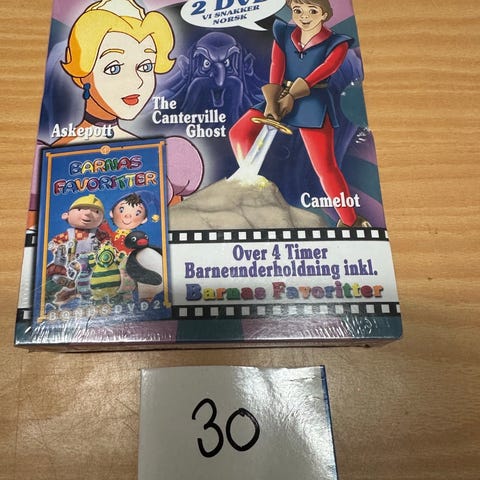 2 DVD
VI SNAKKER
NORSK
Askepott
The
Canterville
Ghost
Camelot
BARNAS
FAVORITTER
BONUSDVD2
Over 4 Timer
Barneunderholdning inkl.
Barnas Favoritter
30